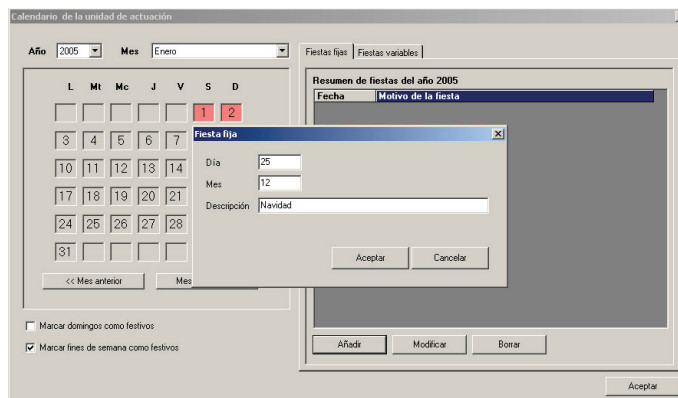 Calendario de la unidad de actuación
Año 2005 Mes Enero
Fiestas fijas Fiestas variables
L Mt Mc J V S D
1 2
3 4 5 6 7
10 11 12 13 14
17 18 19 20 21
24 25 26 27 28
31
<< Mes anterior Mes
Marcar domingos como festivos
Marcar fines de semana como festivos
Resumen de fiestas del año 2005
Fecha Motivo de la fiesta
Fiesta fija
Día 25
Mes 12
Descripción Navidad
Aceptar Cancelar
Añadir Modificar Borrar
Aceptar